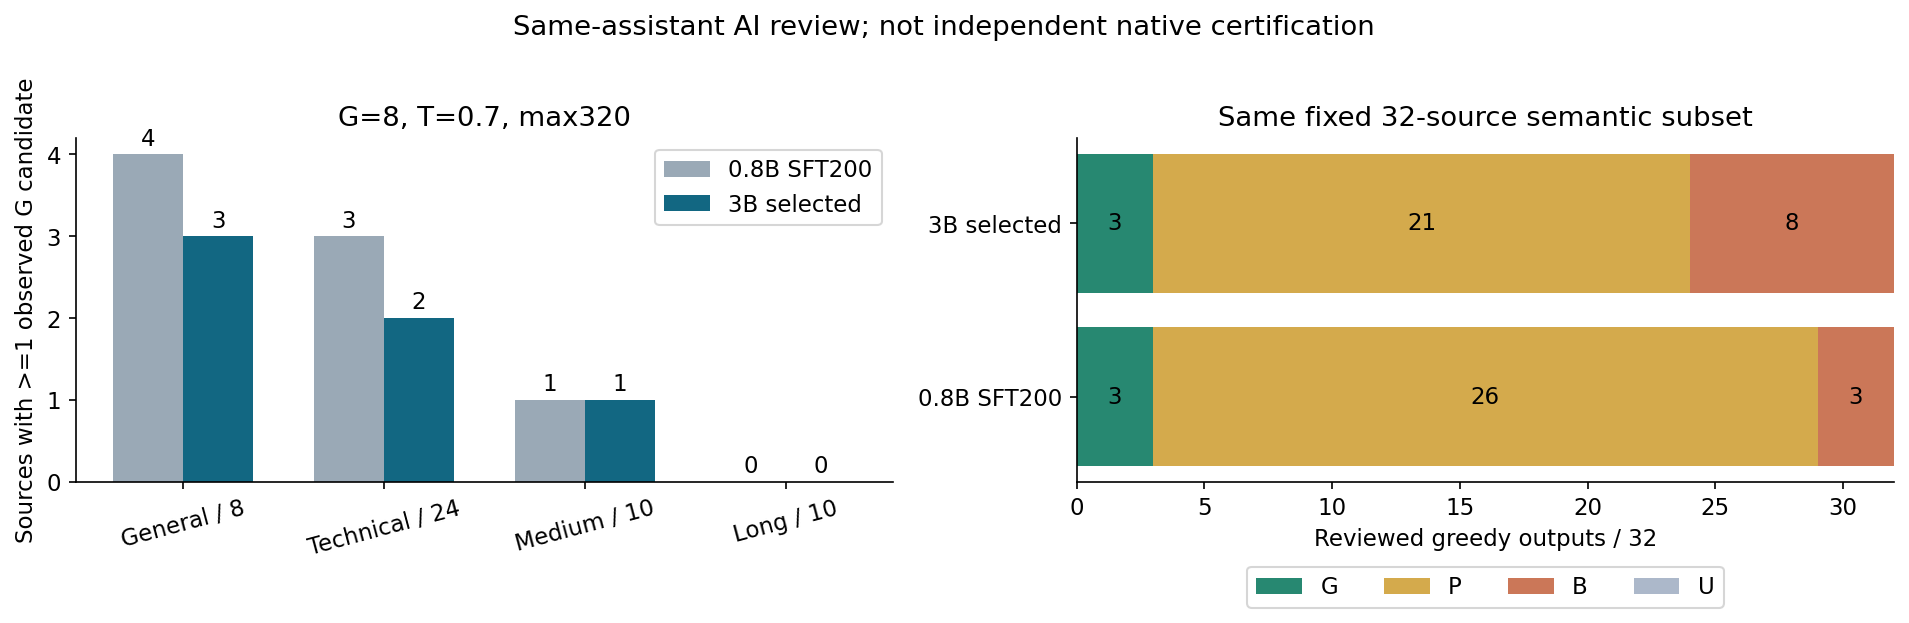 Same-assistant AI review; not independent native certification
G=8, T=0.7, max320
Sources with >=1 observed G candidate
4
3
2
1
0
4
3
3
2
1
1
0
0
0.8B SFT200
3B selected
General / 8
Technical / 24
Medium / 10
Long / 10
Same fixed 32-source semantic subset
3B selected
3
21
8
0.8B SFT200
3
26
3
0
5
10
15
20
25
30
Reviewed greedy outputs / 32
G
P
B
U